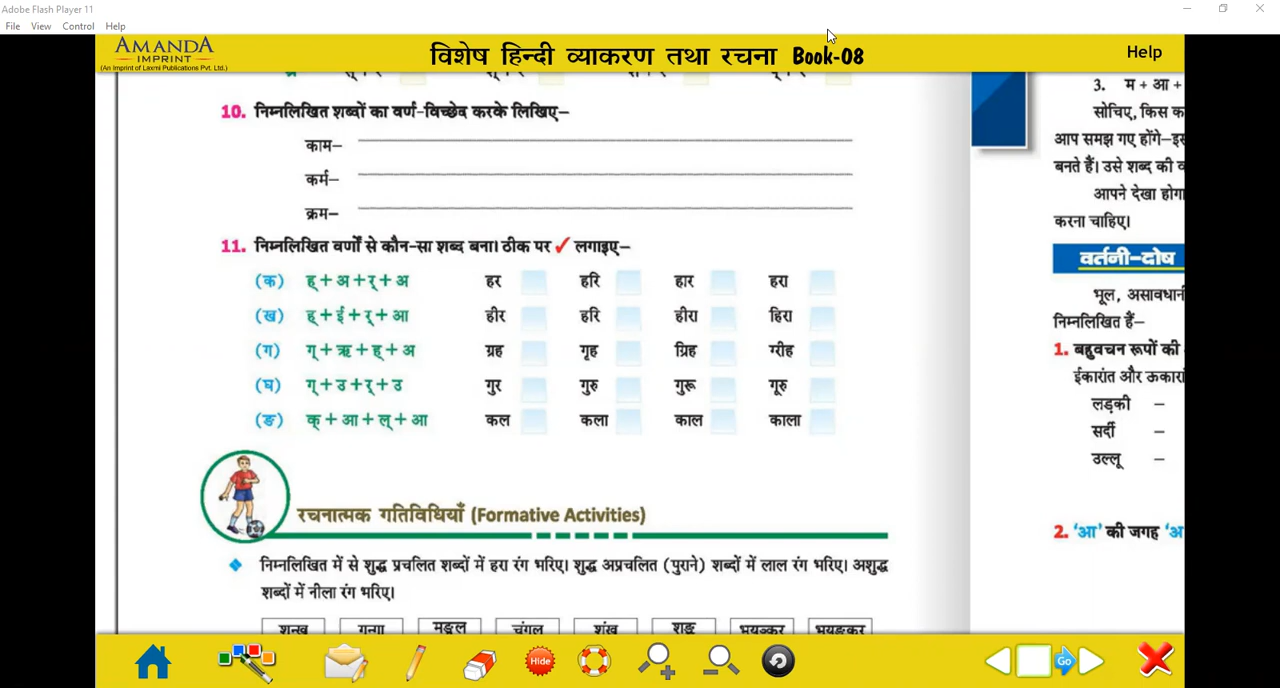 Adobe Flash Player 11
File View Control Help
AMANDA
IMPRINT
(An Imprint of Laxmi Publications Pvt. Ltd.)
विशेष हिन्दी व्याकरण तथा रचना Book-08
Help
10. निम्नलिखित शब्दों का वर्ण-विच्छेद करके लिखिए–
काम–
कर्म–
क्रम–
11. निम्नलिखित वर्णों से कौन-सा शब्द बना। ठीक पर ✓ लगाइए–
(क) ह् + अ + र् + अ हर हरि हार हरा
(ख) ह् + ई + र् + आ हीर हरि हीरा हिरा
(ग) ग् + ऋ + ह् + अ ग्रह गृह ग्रिह ग्रीह
(घ) ग् + उ + र् + उ गुर गुरु गुरू गूरु
(ङ) क् + आ + ल् + आ कल कला काल काला
रचनात्मक गतिविधियाँ (Formative Activities)
❖ निम्नलिखित में से शुद्ध प्रचलित शब्दों में हरा रंग भरिए। शुद्ध अप्रचलित (पुराने) शब्दों में लाल रंग भरिए। अशुद्ध
शब्दों में नीला रंग भरिए।
मङ्गल चंगुल शंख
3. म + आ +
सोचिए, किस
आप समझ गए होंगे–
बनते हैं। उसे शब्द की
आपने देखा होगा
करना चाहिए।
वर्तनी-दोष
भूल,
निम्नलिखित हैं–
1. बहुवचन रूपों की
ईकारांत और
लड़की –
सर्दी –
उल्लू –
2. 'आ' की जगह
Hide
Go